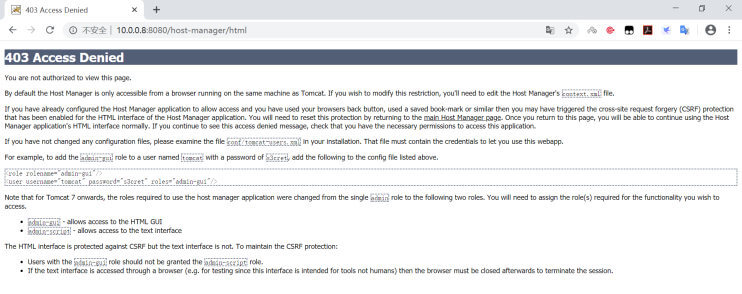 403 Access Denied
不安全 | 10.0.0.8:8080/host-manager/html
403 Access Denied
You are not authorized to view this page.
By default the Host Manager is only accessible from a browser running on the same machine as Tomcat. If you wish to modify this restriction, you'll need to edit the Host Manager's context.xml file.
If you have already configured the Host Manager application to allow access and you have used your browsers back button, used a saved book-mark or similar then you may have triggered the cross-site request forgery (CSRF) protection
that has been enabled for the HTML interface of the Host Manager application. You will need to reset this protection by returning to the main Host Manager page. Once you return to this page, you will be able to continue using the
Host Manager application's HTML interface normally. If you continue to see this access denied message, check that you have the necessary permissions to access this application.
If you have not changed any configuration files, please examine the file conf/tomcat-users.xml in your installation. That file must contain the credentials to let you use this webapp.
For example, to add the admin-gui role to a user named tomcat with a password of s3cret, add the following to the config file listed above.
<role rolename="admin-gui"/>
<user username="tomcat" password="s3cret" roles="admin-gui"/>
Note that for Tomcat 7 onwards, the roles required to use the host manager application were changed from the single admin role to the following two roles. You will need to assign the role(s) required for the functionality you wish to
access.
• admin-gui - allows access to the HTML GUI
• admin-script - allows access to the text interface
The HTML interface is protected against CSRF but the text interface is not. To maintain the CSRF protection:
• Users with the admin-gui role should not be granted the admin-script role.
• If the text interface is accessed through a browser (e.g. for testing since this interface is intended for tools not humans) then the browser must be closed afterwards to terminate the session.